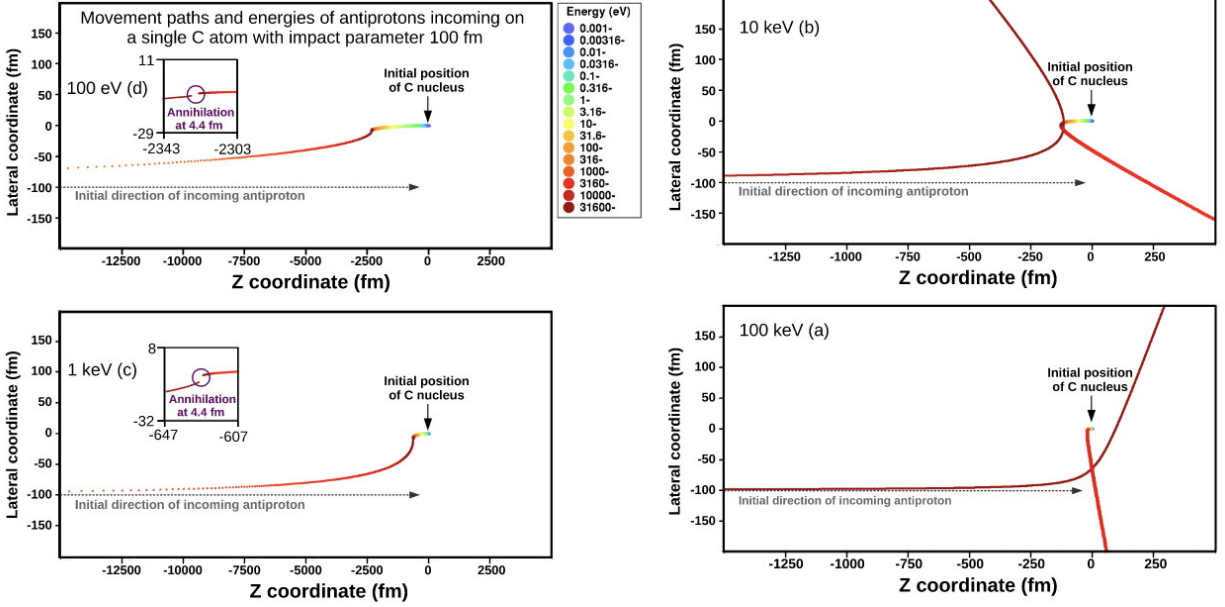 Movement paths and energies of antiprotons incoming on
a single C atom with impact parameter 100 fm
100 eV (d)
11
-29
-2343
-2303
Annihilation
at 4.4 fm
Initial position
of C nucleus
Initial direction of incoming antiproton
Lateral coordinate (fm)
150
100
50
0
-50
-100
-150
-12500
-10000
-7500
-5000
-2500
0
2500
Z coordinate (fm)
Energy (eV)
0.001-
0.00316-
0.01-
0.0316-
0.1-
0.316-
1-
3.16-
10-
31.6-
100-
316-
1000-
3160-
10000-
31600-
10 keV (b)
Initial position
of C nucleus
Initial direction of incoming antiproton
Lateral coordinate (fm)
150
100
50
0
-50
-100
-150
-1250
-1000
-750
-500
-250
0
250
Z coordinate (fm)
1 keV (c)
8
-32
-647
-607
Annihilation
at 4.4 fm
Initial position
of C nucleus
Initial direction of incoming antiproton
Lateral coordinate (fm)
150
100
50
0
-50
-100
-150
-12500
-10000
-7500
-5000
-2500
0
2500
Z coordinate (fm)
100 keV (a)
Initial position
of C nucleus
Initial direction of incoming antiproton
Lateral coordinate (fm)
150
100
50
0
-50
-100
-150
-1250
-1000
-750
-500
-250
0
250
Z coordinate (fm)